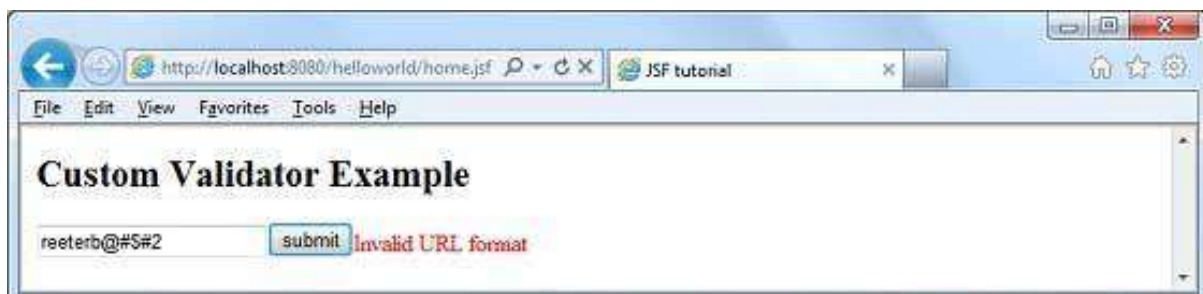 http://localhost:8080/helloworld/home.jsf
JSF tutorial
File Edit View Favorites Tools Help
Custom Validator Example
reeterb@#$#2
submit
Invalid URL format